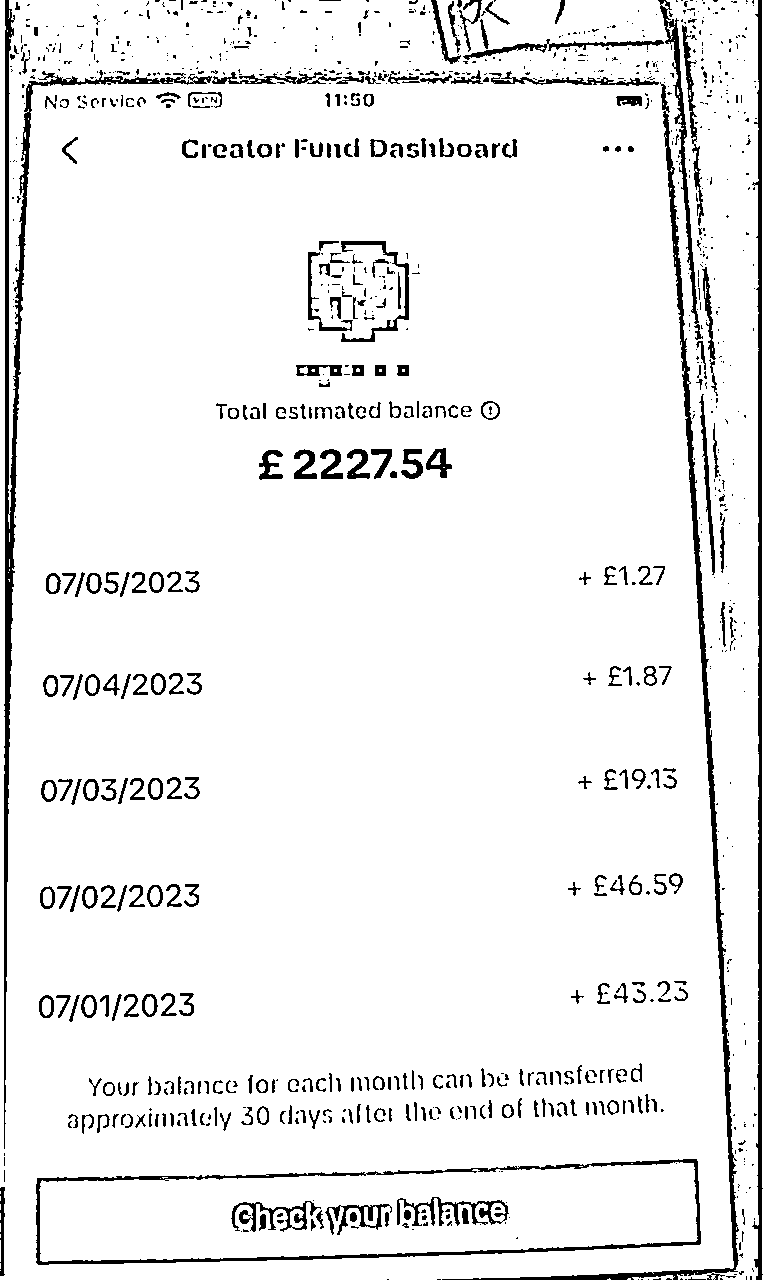 No Service VPN 11:50
Creator Fund Dashboard
Total estimated balance
£ 2227.54
07/05/2023 + £1.27
07/04/2023 + £1.87
07/03/2023 + £19.13
07/02/2023 + £46.59
07/01/2023 + £43.23
Your balance for each month can be transferred
approximately 30 days after the end of that month.
Check your balance